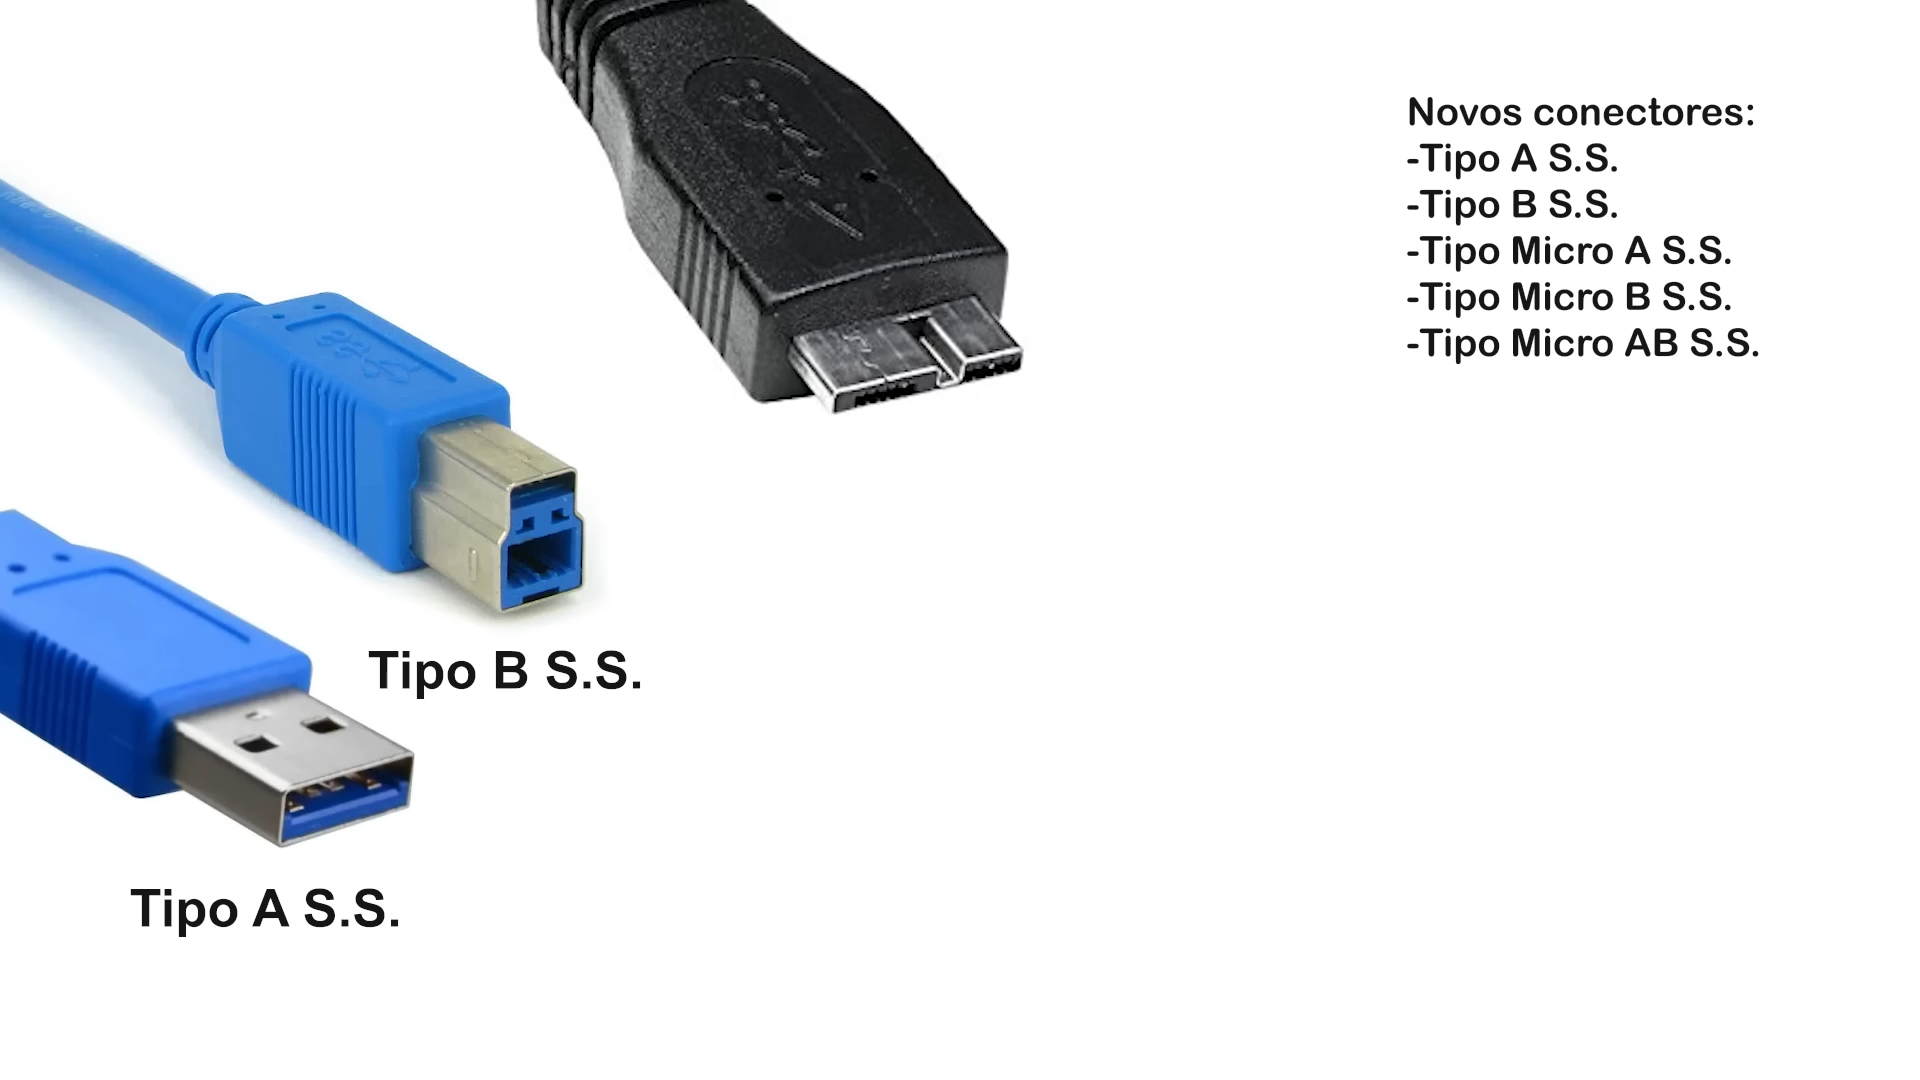 Novos conectores:
-Tipo A S.S.
-Tipo B S.S.
-Tipo Micro A S.S.
-Tipo Micro B S.S.
-Tipo Micro AB S.S.
Tipo B S.S.
Tipo A S.S.